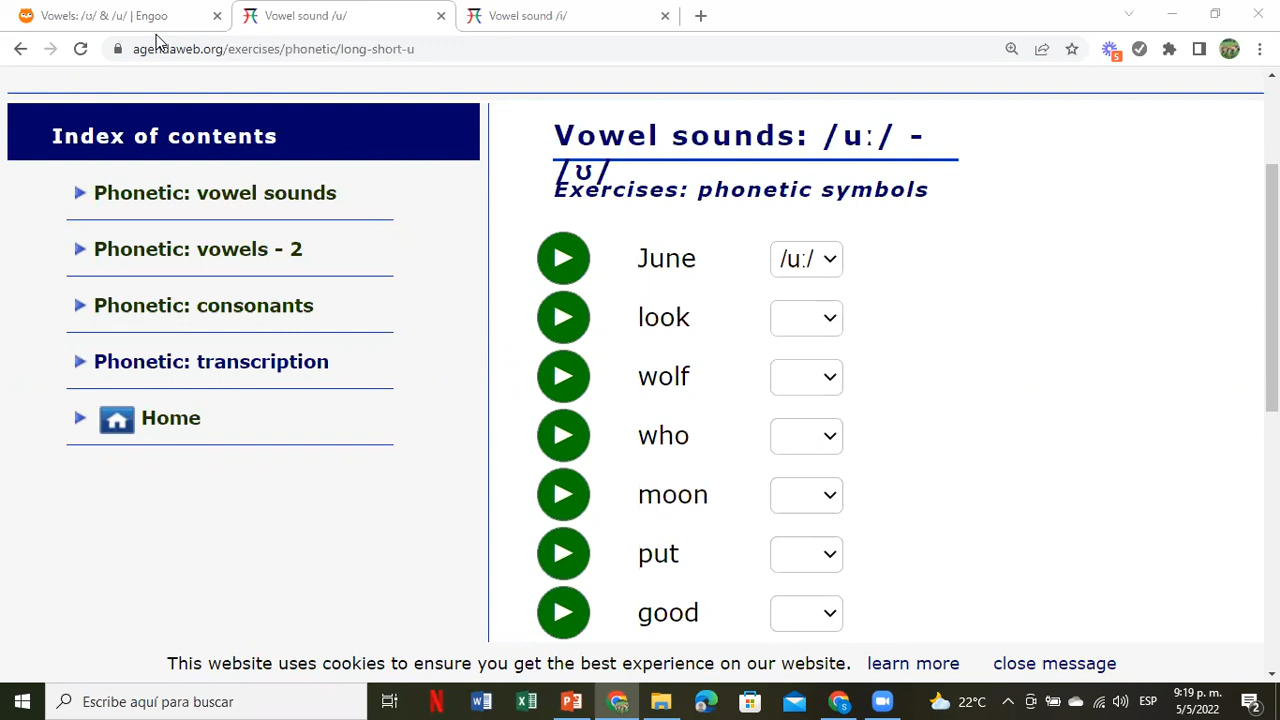 Vowels: /ʊ/ & /u/ | Engoo
Vowel sound /u/
Vowel sound /i/
agendaweb.org/exercises/phonetic/long-short-u
5
Index of contents
Phonetic: vowel sounds
Phonetic: vowels - 2
Phonetic: consonants
Phonetic: transcription
Home
Vowel sounds: /uː/ -
/ʊ/
Exercises: phonetic symbols
June /uː/
look
wolf
who
moon
put
good
This website uses cookies to ensure you get the best experience on our website. learn more close message
Escribe aquí para buscar
22°C ESP
9:19 p. m.
5/5/2022
2